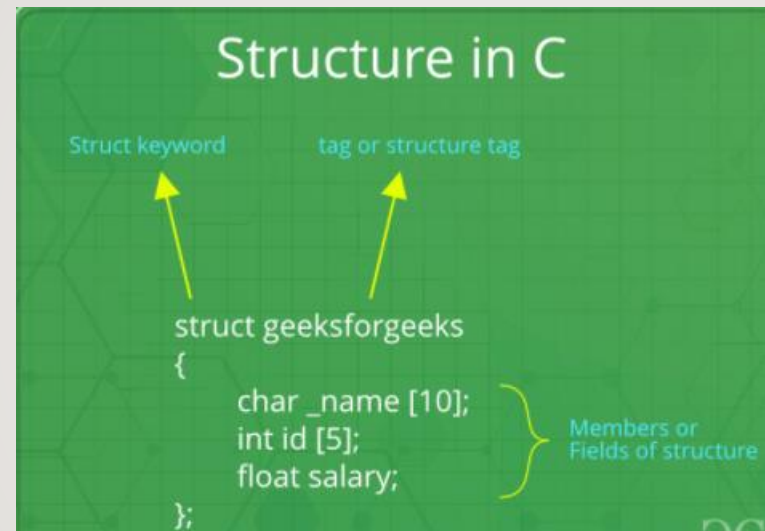 Structure in C
Struct keyword tag or structure tag
struct geeksforgeeks
{
char _name [10];
int id [5];
float salary;
};
Members or
Fields of structure